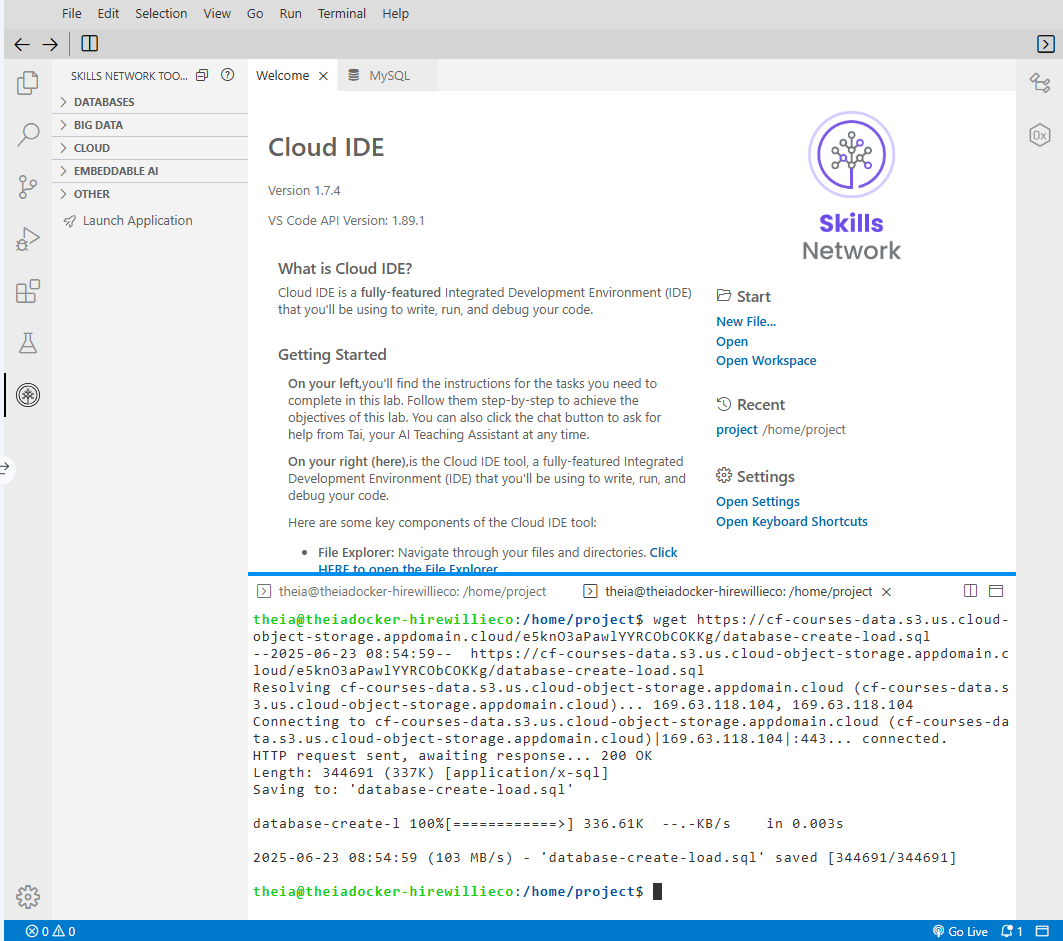 File Edit Selection View Go Run Terminal Help
SKILLS NETWORK TOO...
DATABASES
BIG DATA
CLOUD
EMBEDDABLE AI
OTHER
Launch Application
Welcome
MySQL
Cloud IDE
Version 1.7.4
VS Code API Version: 1.89.1
What is Cloud IDE?
Cloud IDE is a fully-featured Integrated Development Environment (IDE)
that you'll be using to write, run, and debug your code.
Getting Started
On your left,you'll find the instructions for the tasks you need to
complete in this lab. Follow them step-by-step to achieve the
objectives of this lab. You can also click the chat button to ask for
help from Tai, your AI Teaching Assistant at any time.
On your right (here),is the Cloud IDE tool, a fully-featured Integrated
Development Environment (IDE) that you'll be using to write, run, and
debug your code.
Here are some key components of the Cloud IDE tool:
• File Explorer: Navigate through your files and directories. Click
HERE to open the File Explorer
Skills
Network
Start
New File...
Open
Open Workspace
Recent
project /home/project
Settings
Open Settings
Open Keyboard Shortcuts
0x
theia@theiadocker-hirewillieco: /home/project
theia@theiadocker-hirewillieco: /home/project
theia@theiadocker-hirewillieco:/home/project$ wget https://cf-courses-data.s3.us.cloud-
object-storage.appdomain.cloud/e5knO3aPawlYYRCObCOKKg/database-create-load.sql
--2025-06-23 08:54:59--  https://cf-courses-data.s3.us.cloud-object-storage.appdomain.c
loud/e5knO3aPawlYYRCObCOKKg/database-create-load.sql
Resolving cf-courses-data.s3.us.cloud-object-storage.appdomain.cloud (cf-courses-data.s
3.us.cloud-object-storage.appdomain.cloud)... 169.63.118.104, 169.63.118.104
Connecting to cf-courses-data.s3.us.cloud-object-storage.appdomain.cloud (cf-courses-da
ta.s3.us.cloud-object-storage.appdomain.cloud)|169.63.118.104|:443... connected.
HTTP request sent, awaiting response... 200 OK
Length: 344691 (337K) [application/x-sql]
Saving to: 'database-create-load.sql'
database-create-l 100%[============>] 336.61K  --.-KB/s    in 0.003s
2025-06-23 08:54:59 (103 MB/s) - 'database-create-load.sql' saved [344691/344691]
theia@theiadocker-hirewillieco:/home/project$
0 0
Go Live 1